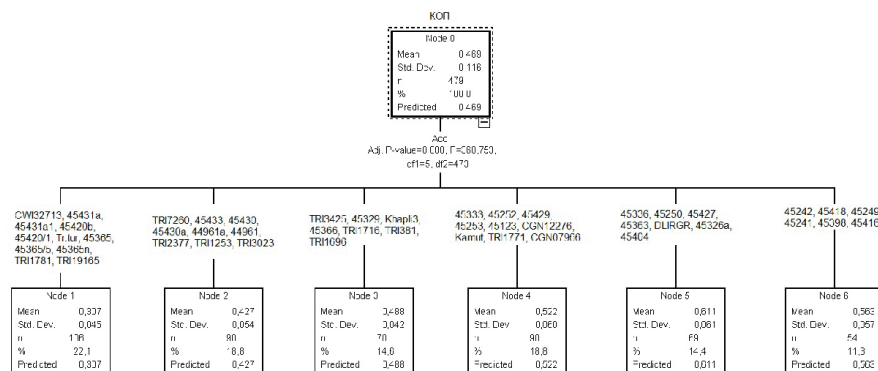 КОП
Node 0
Mean 0,469
Std. Dev. 0,116
n 479
% 100,0
Predicted 0,469
Adj. P-value=0,000,
df1=5, df2=473
CWI32713, 45431a,
45431a1, 45420b,
45420/1, Tr.tur, 45365,
45365/5, 45365n,
TRI1781, TRI19165
TRI7260, 45433, 45430,
45430a, 44961a, 44961,
TRI2377, TRI1253, TRI3023
TRI3425, 45329, Khapli3,
45366, TRI1716, TRI381,
TRI1696
45333, 45252, 45429,
45253, 45123, CGN12276,
Kamut, TRI1771, CGN07966
45336, 45250, 45427,
45363, DLIRGR, 45326a,
45404
45242, 45418, 45249,
45241, 45398, 45416
Node 1
Mean 0,307
Std. Dev. 0,045
n 106
% 22,1
Predicted 0,307
Node 2
Mean 0,427
Std. Dev. 0,054
n 90
% 18,8
Predicted 0,427
Node 3
Mean 0,488
Std. Dev. 0,042
n 70
% 14,6
Predicted 0,488
Node 4
Mean 0,522
Std. Dev. 0,060
n 90
% 18,8
Predicted 0,522
Node 5
Mean 0,611
Std. Dev. 0,061
n 69
% 14,4
Predicted 0,611
Node 6
Mean 0,563
Std. Dev. 0,057
n 54
% 11,3
Predicted 0,563